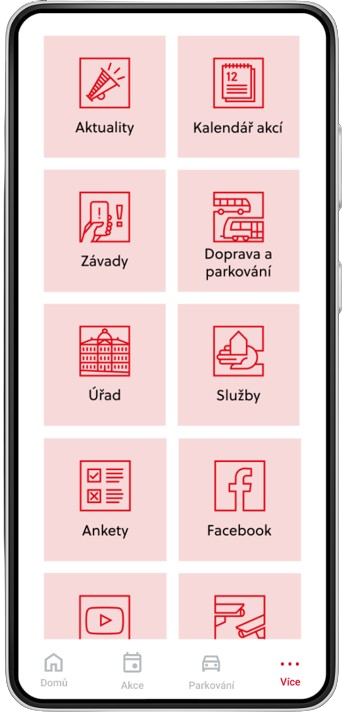 12
Aktuality
Kalendář akcí
!
!
Závady
Doprava a
parkování
Úřad
Služby
Ankety
f
Facebook
Domů
Akce
Parkování
Více